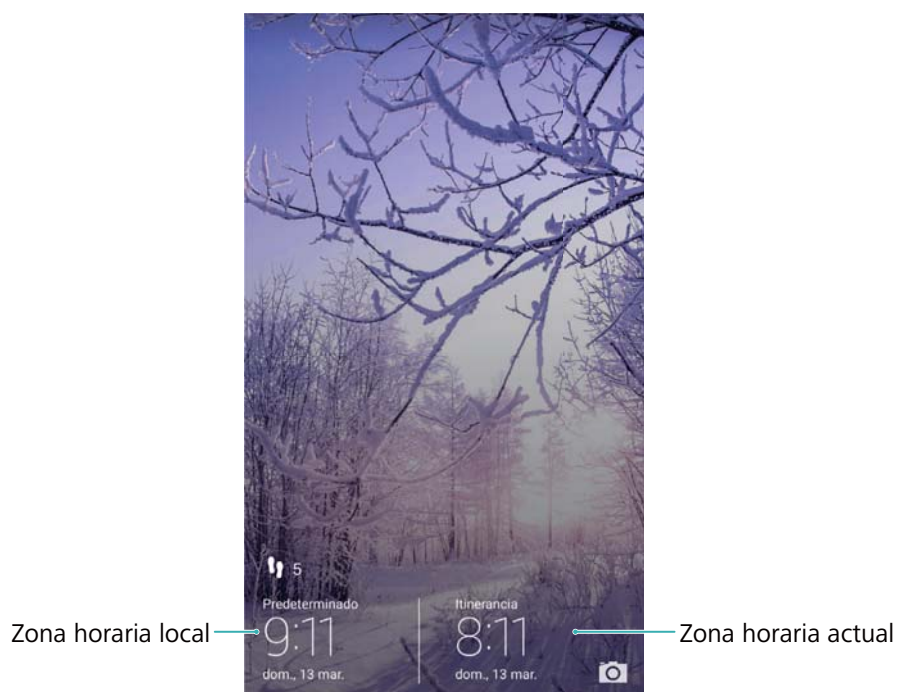 5
Predeterminado
Itinerancia
Zona horaria local
9:11
8:11
Zona horaria actual
dom., 13 mar.
dom., 13 mar.